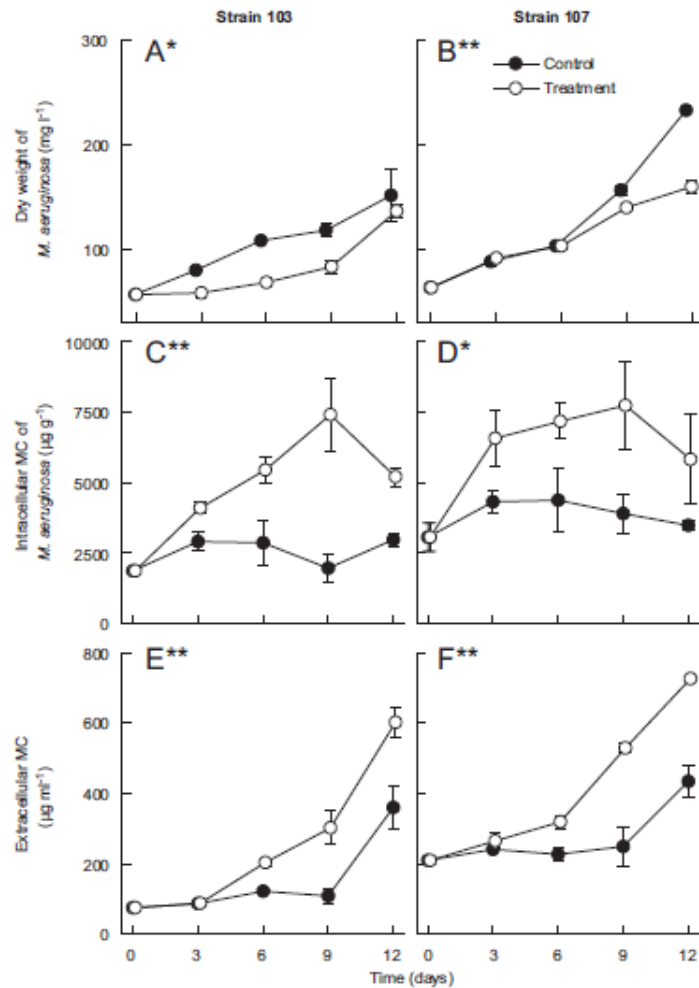 Strain 103 Strain 107
A* B**
Control
Treatment
300
200
100
Dry weight of
M. aeruginosa (mg l⁻¹)
C** D*
10000
7500
5000
2500
0
Intracellular MC of
M. aeruginosa (µg g⁻¹)
E** F**
800
600
400
200
0
Extracellular MC
(µg ml⁻¹)
0 3 6 9 12 0 3 6 9 12
Time (days)